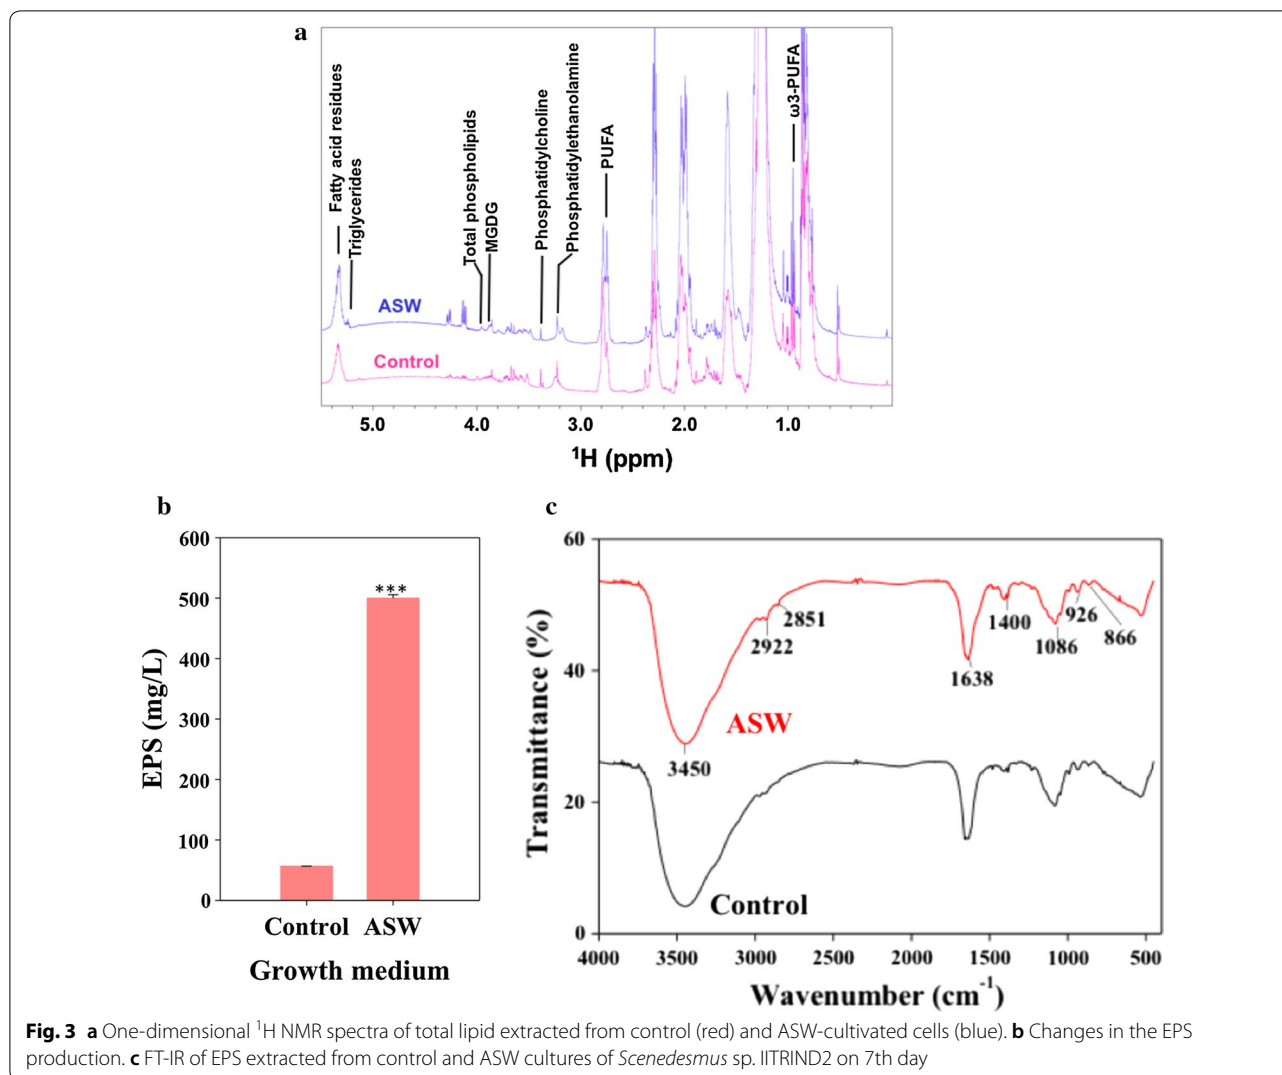 a
Fatty acid residues
Triglycerides
Total phospholipids
MGDG
Phosphatidylcholine
Phosphatidylethanolamine
PUFA
ω3-PUFA
ASW
Control
5.0 4.0 3.0 2.0 1.0
¹H (ppm)
b
600
500
400
300
200
100
0
EPS (mg/L)
***
Control ASW
Growth medium
c
60
40
20
0
Transmittance (%)
3450
2922
2851
1638
1400
1086
926
866
ASW
Control
4000 3500 3000 2500 2000 1500 1000 500
Wavenumber (cm⁻¹)
Fig. 3 a One-dimensional ¹H NMR spectra of total lipid extracted from control (red) and ASW-cultivated cells (blue). b Changes in the EPS
production. c FT-IR of EPS extracted from control and ASW cultures of Scenedesmus sp. IITRIND2 on 7th day